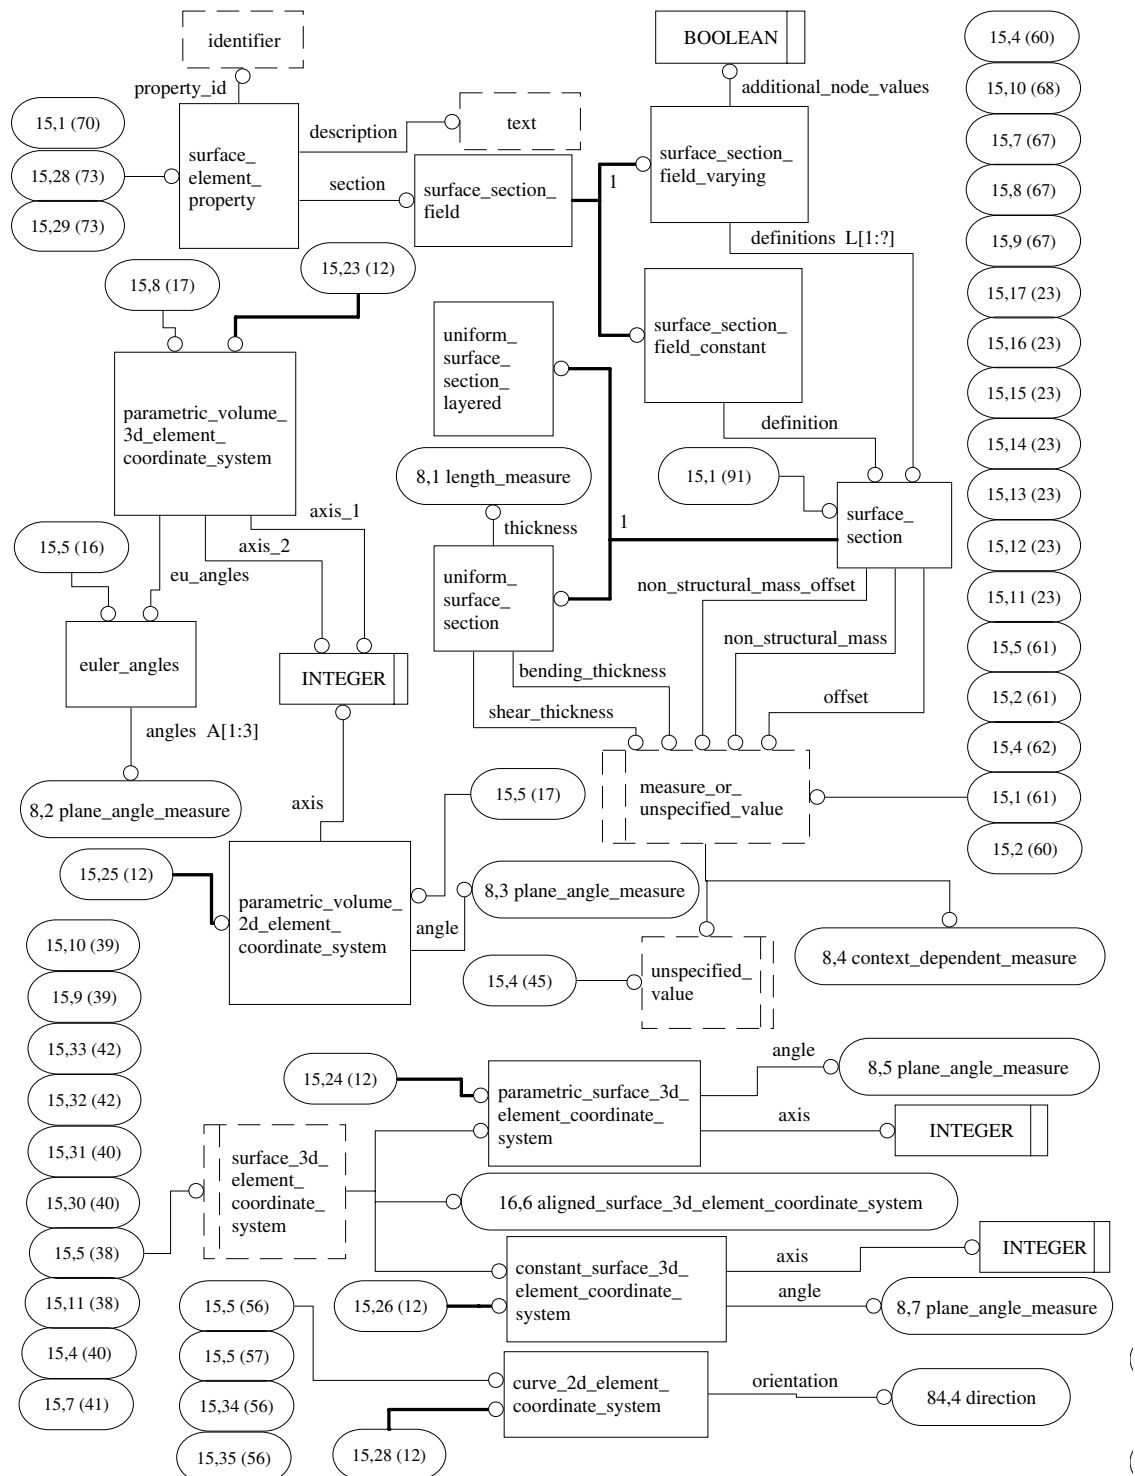 identifier
BOOLEAN
15,4 (60)
property_id
additional_node_values
15,10 (68)
15,1 (70)
description
text
15,7 (67)
surface_
element_
property
surface_section_
field_varying
15,28 (73)
section
surface_section_
field
1
15,8 (67)
15,29 (73)
definitions L[1:?]
15,9 (67)
15,23 (12)
15,8 (17)
15,17 (23)
uniform_
surface_
section_
layered
surface_section_
field_constant
15,16 (23)
15,15 (23)
parametric_volume_
3d_element_
coordinate_system
definition
15,14 (23)
8,1 length_measure
15,1 (91)
15,13 (23)
axis_1
thickness
1
surface_
section
15,5 (16)
axis_2
15,12 (23)
eu_angles
uniform_
surface_
section
non_structural_mass_offset
15,11 (23)
non_structural_mass
15,5 (61)
euler_angles
INTEGER
bending_thickness
offset
15,2 (61)
shear_thickness
angles A[1:3]
15,4 (62)
measure_or_
unspecified_value
15,5 (17)
15,1 (61)
8,2 plane_angle_measure
axis
15,2 (60)
15,25 (12)
8,3 plane_angle_measure
parametric_volume_
2d_element_
coordinate_system
angle
15,10 (39)
8,4 context_dependent_measure
unspecified_
value
15,4 (45)
15,9 (39)
15,33 (42)
angle
15,24 (12)
8,5 plane_angle_measure
parametric_surface_3d_
element_coordinate_
system
15,32 (42)
axis
INTEGER
15,31 (40)
surface_3d_
element_
coordinate_
system
15,30 (40)
16,6 aligned_surface_3d_element_coordinate_system
15,5 (38)
axis
INTEGER
constant_surface_3d_
element_coordinate_
system
15,11 (38)
15,5 (56)
15,26 (12)
angle
8,7 plane_angle_measure
15,4 (40)
15,5 (57)
curve_2d_element_
coordinate_system
orientation
84,4 direction
15,7 (41)
15,34 (56)
15,35 (56)
15,28 (12)